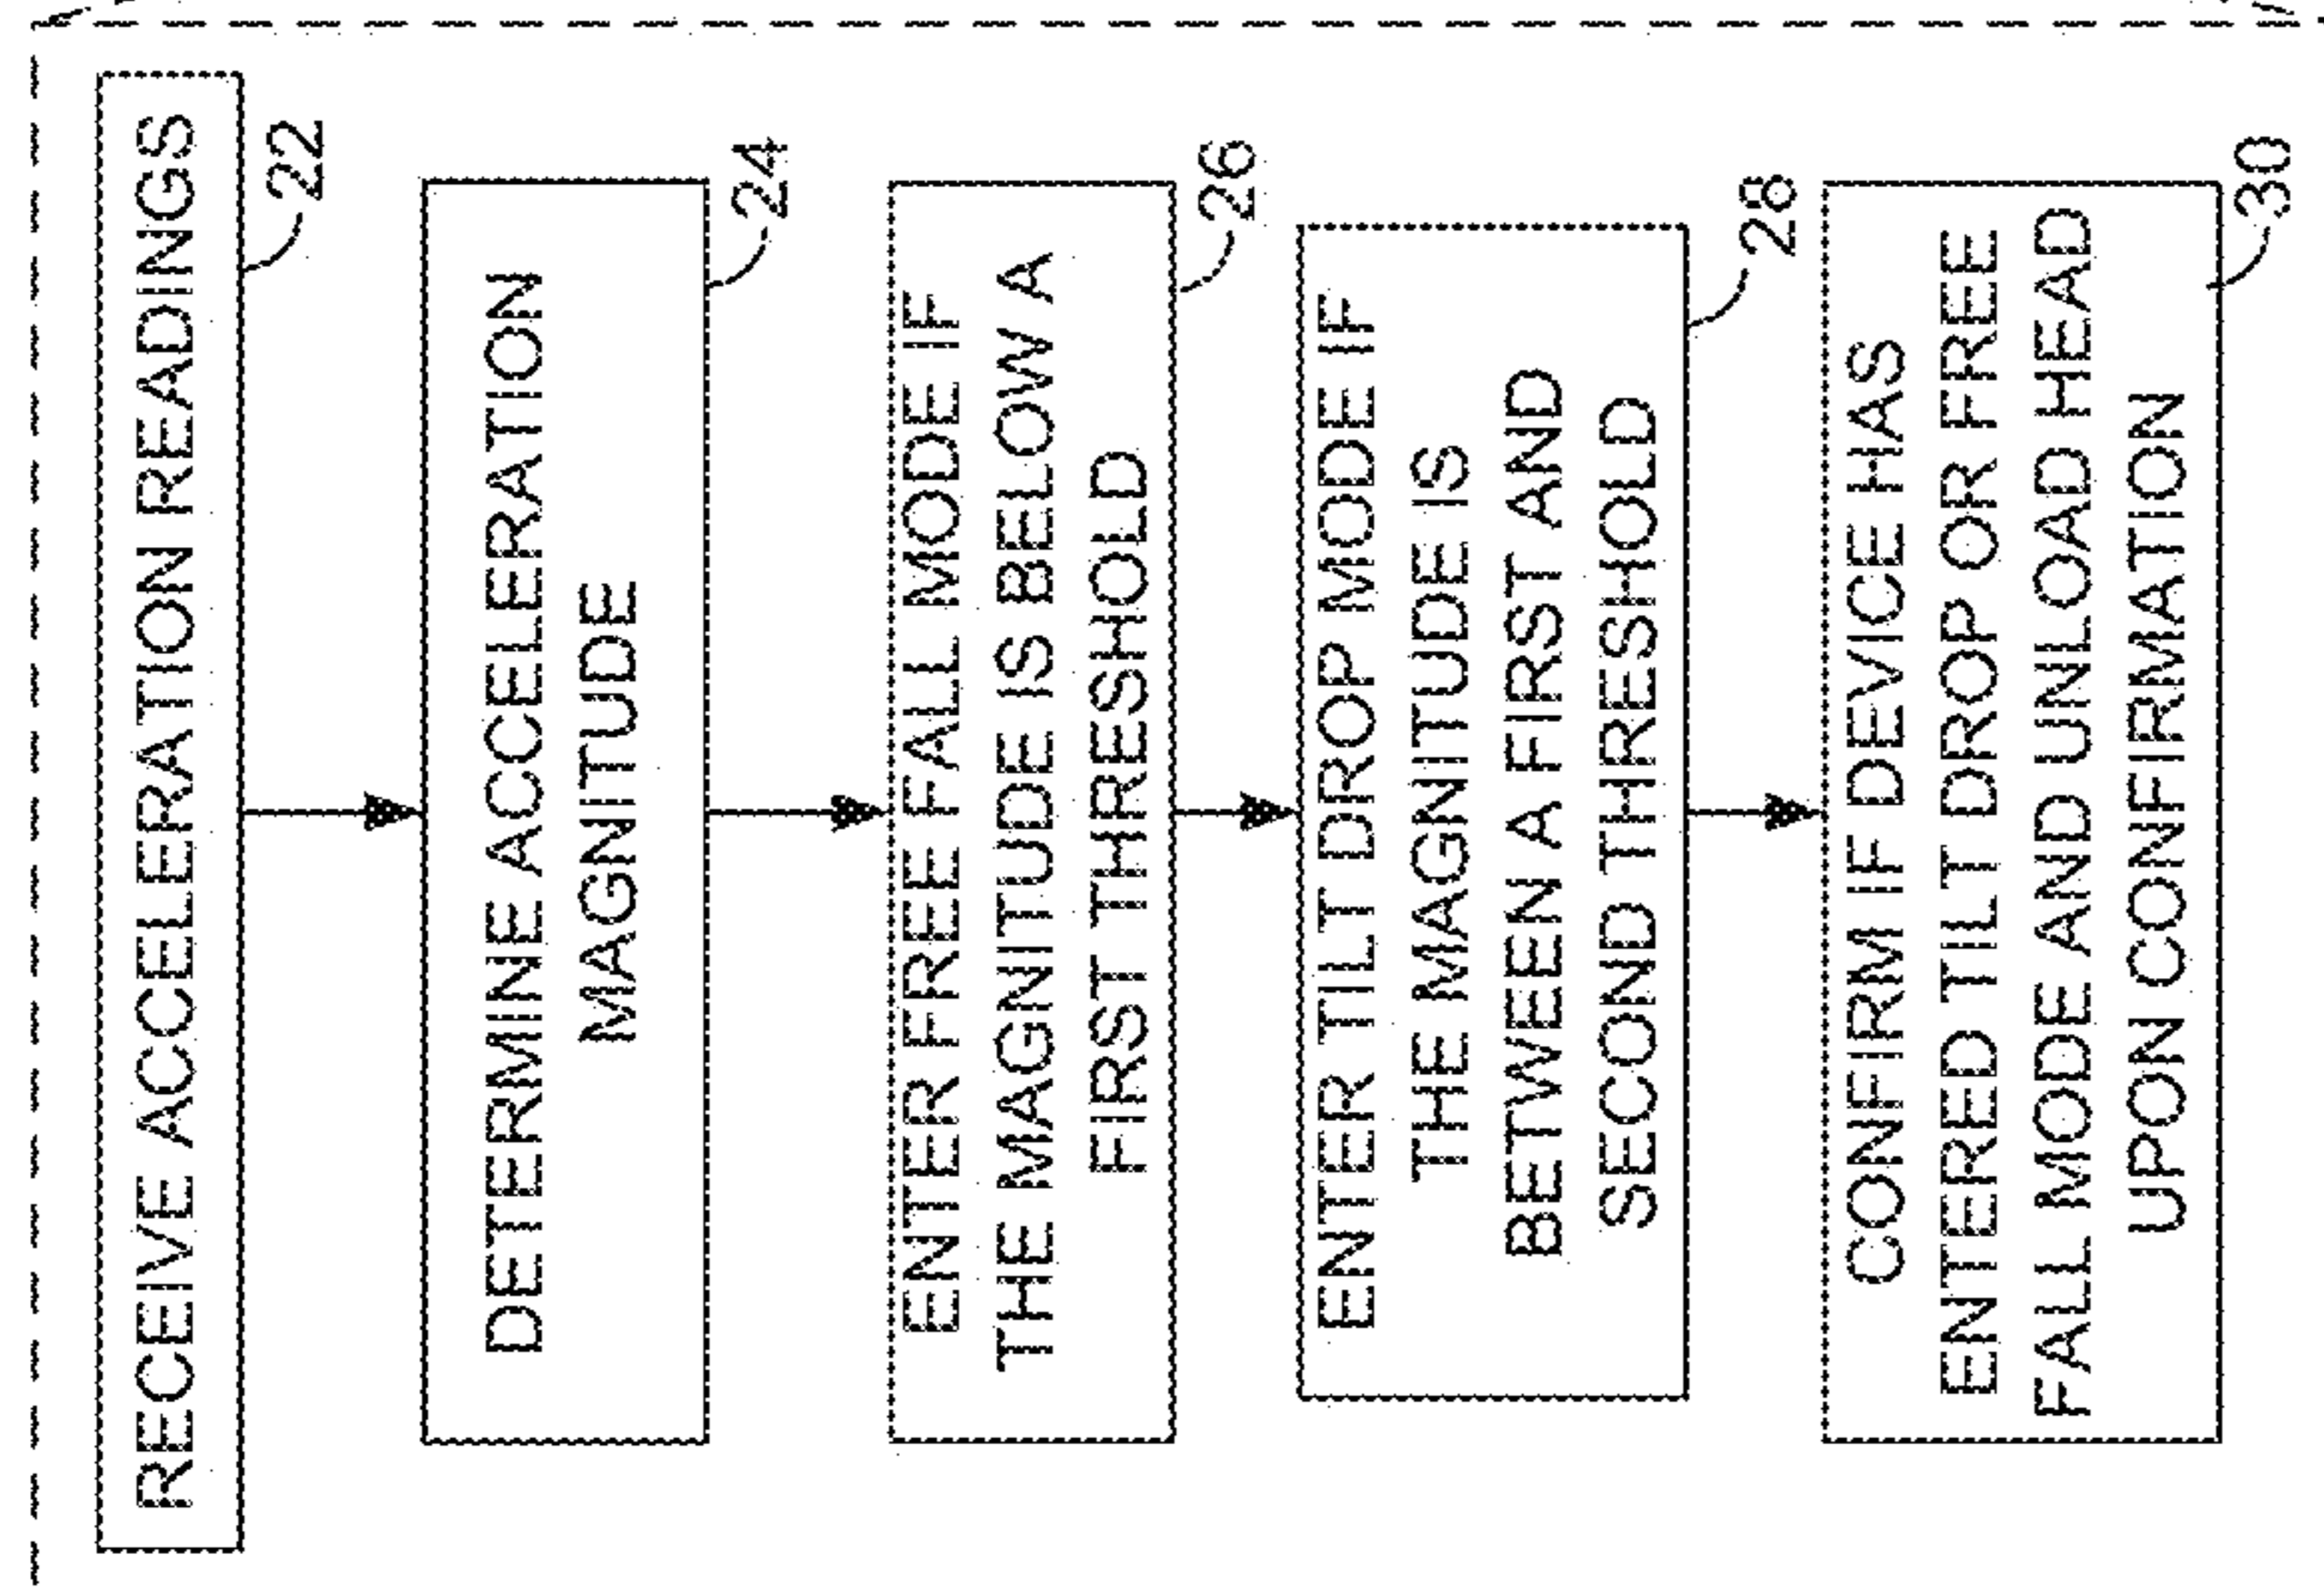 RECEIVE ACCELERATION READINGS
22
DETERMINE ACCELERATION
MAGNITUDE
24
ENTER FREE FALL MODE IF
THE MAGNITUDE IS BELOW A
FIRST THRESHOLD
26
ENTER TILT DROP MODE IF
THE MAGNITUDE IS
BETWEEN A FIRST AND
SECOND THRESHOLD
28
CONFIRM IF DEVICE HAS
ENTERED TILT DROP OR FREE
FALL MODE AND UNLOAD HEAD
UPON CONFIRMATION
30